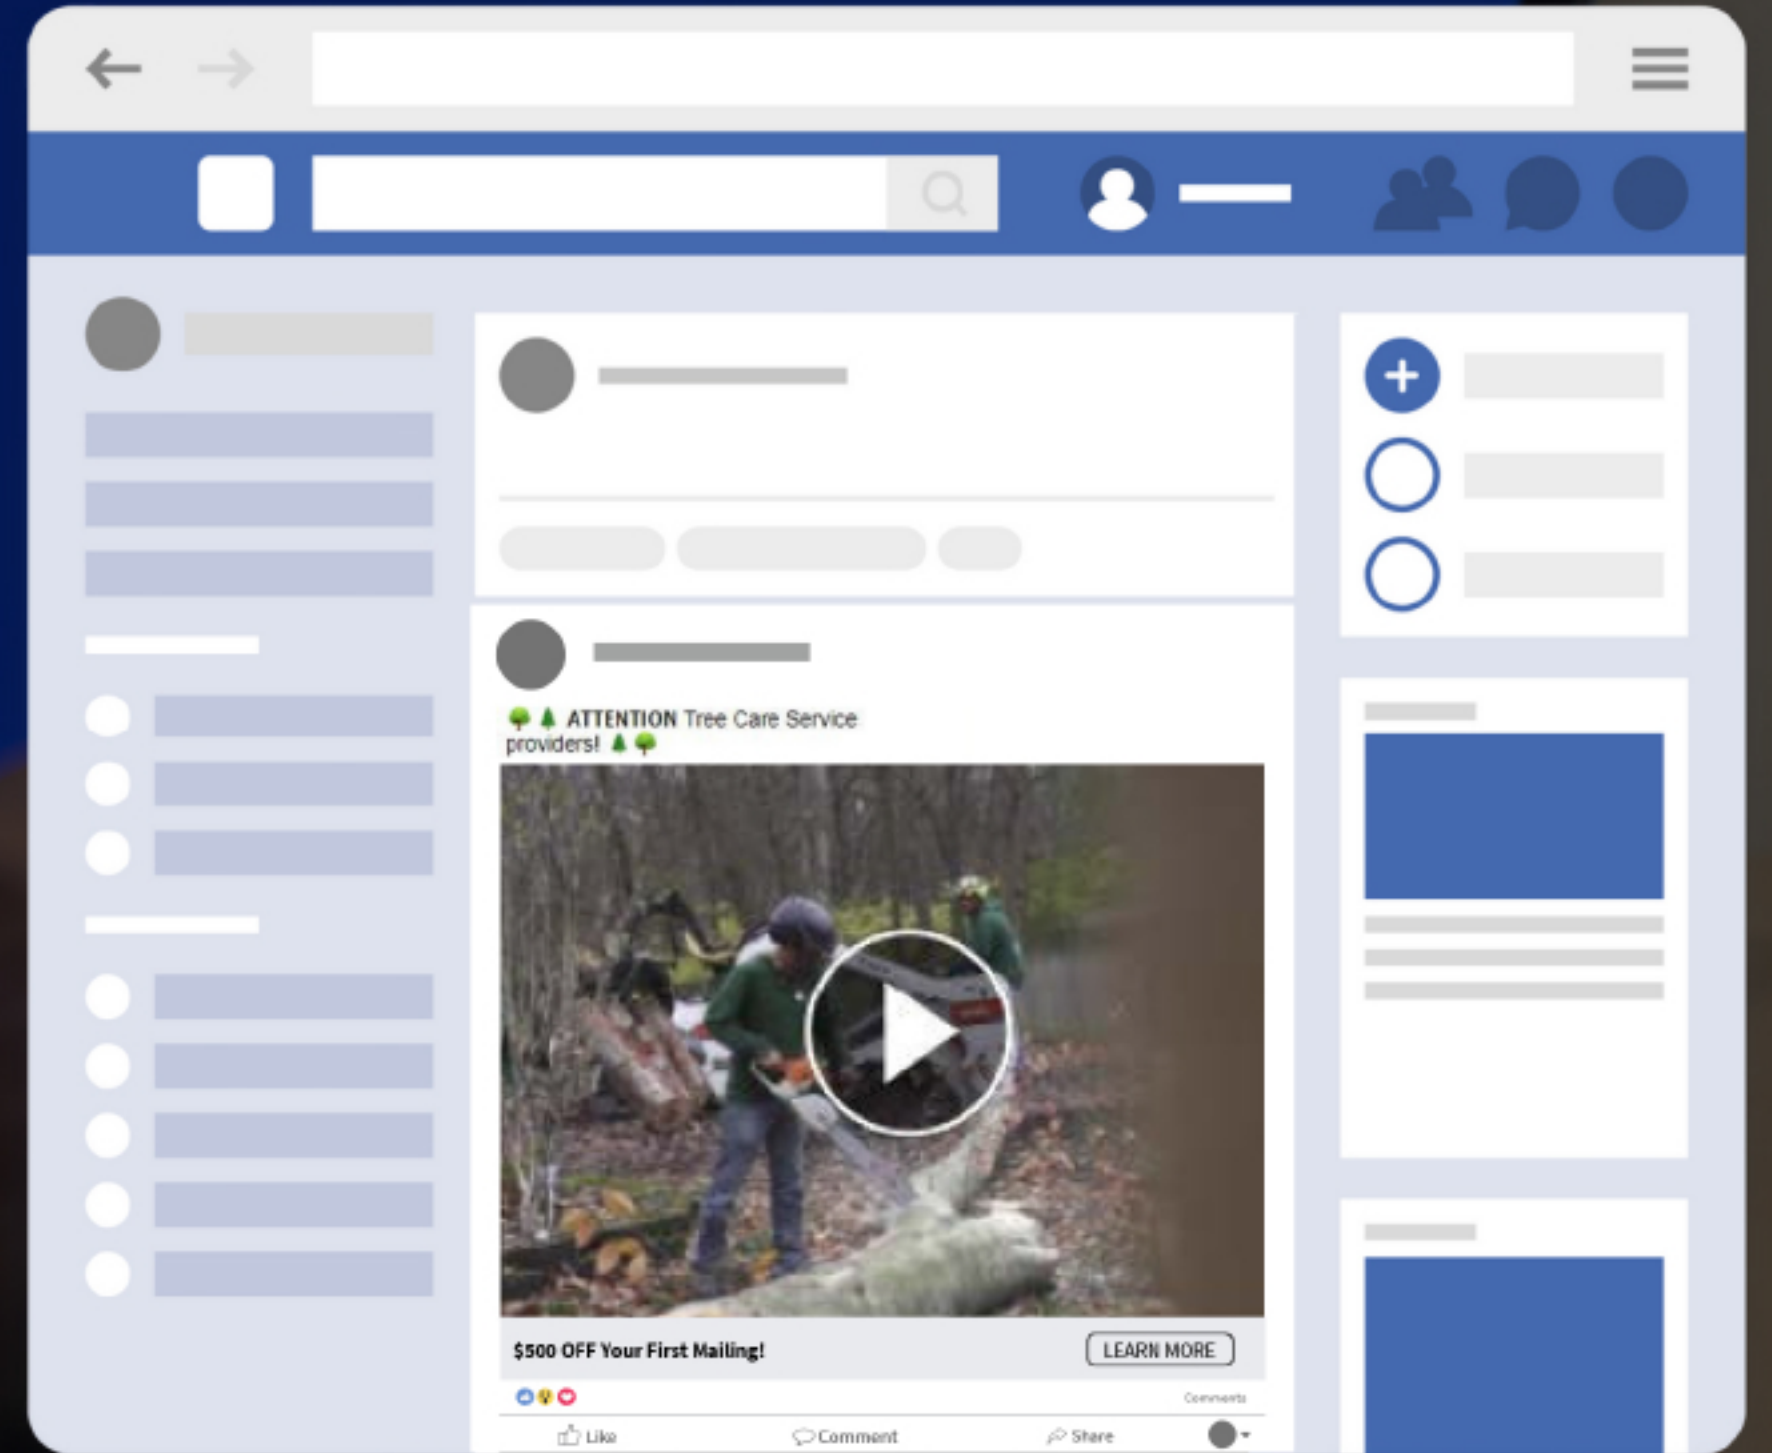 🌳🌲 ATTENTION Tree Care Service
providers! 🌲🌳
$500 OFF Your First Mailing!
LEARN MORE
Comments
Like
Comment
Share